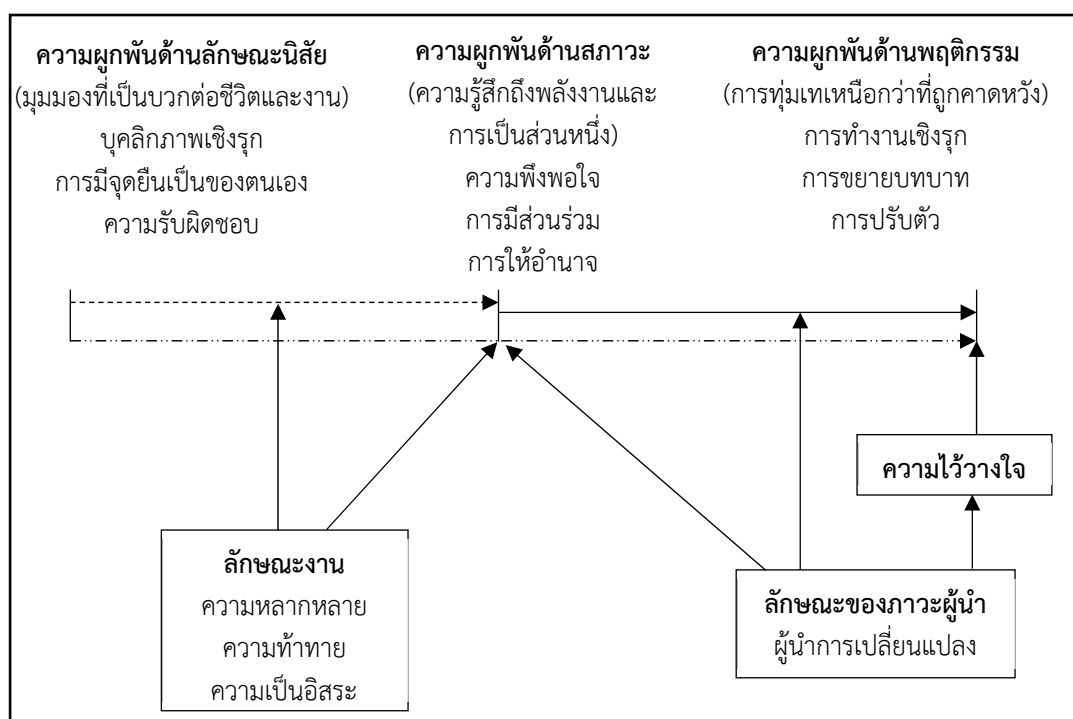 ความผูกพันด้านลักษณะนิสัย
(มุมมองที่เป็นบวกต่อชีวิตและงาน)
บุคลิกภาพเชิงรุก
การมีจุดยืนเป็นของตนเอง
ความรับผิดชอบ
ความผูกพันด้านสภาวะ
(ความรู้สึกถึงพลังงานและ
การเป็นส่วนหนึ่ง)
ความพึงพอใจ
การมีส่วนร่วม
การให้อำนาจ
ความผูกพันด้านพฤติกรรม
(การทุ่มเทเหนือกว่าที่ถูกคาดหวัง)
การทำงานเชิงรุก
การขยายบทบาท
การปรับตัว
ความไว้วางใจ
ลักษณะงาน
ความหลากหลาย
ความท้าทาย
ความเป็นอิสระ
ลักษณะของภาวะผู้นำ
ผู้นำการเปลี่ยนแปลง